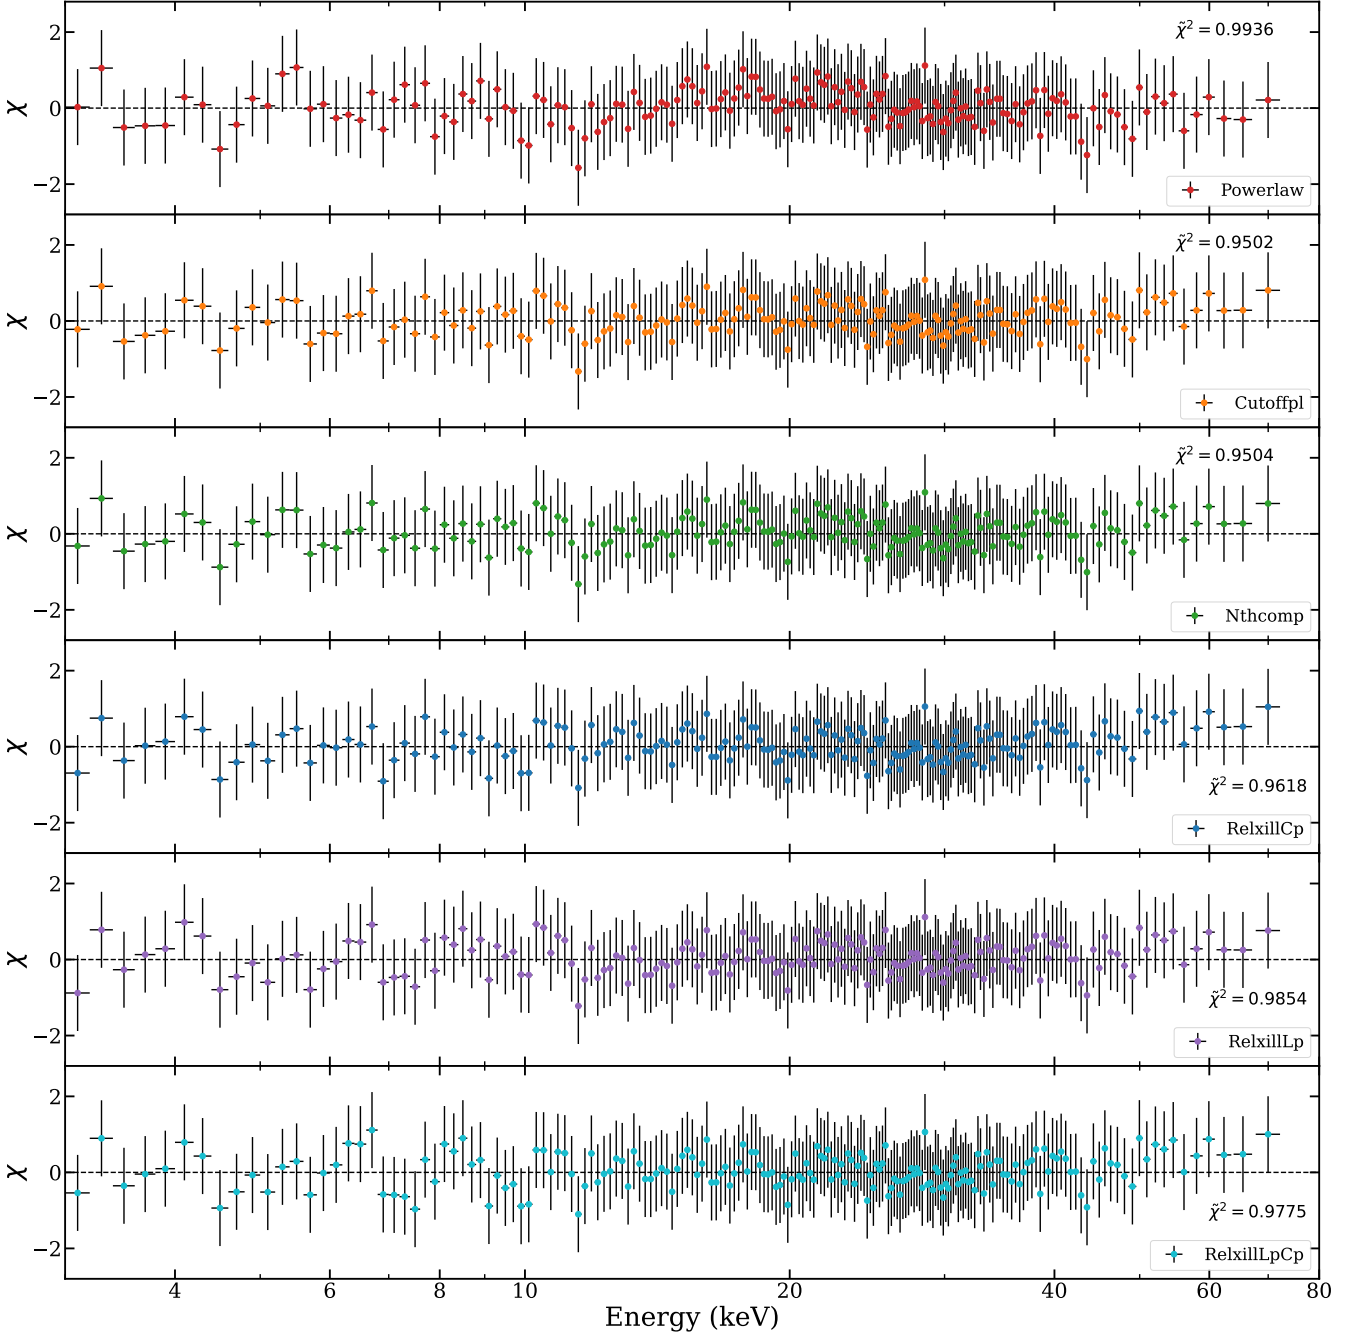 2
0
−2
χ
χ̃² = 0.9936
Powerlaw
2
0
−2
χ
χ̃² = 0.9502
Cutoffpl
2
0
−2
χ
χ̃² = 0.9504
Nthcomp
2
0
−2
χ
χ̃² = 0.9618
RelxillCp
2
0
−2
χ
χ̃² = 0.9854
RelxillLp
2
0
−2
χ
χ̃² = 0.9775
RelxillLpCp
4 6 8 10 20 40 60 80
Energy (keV)